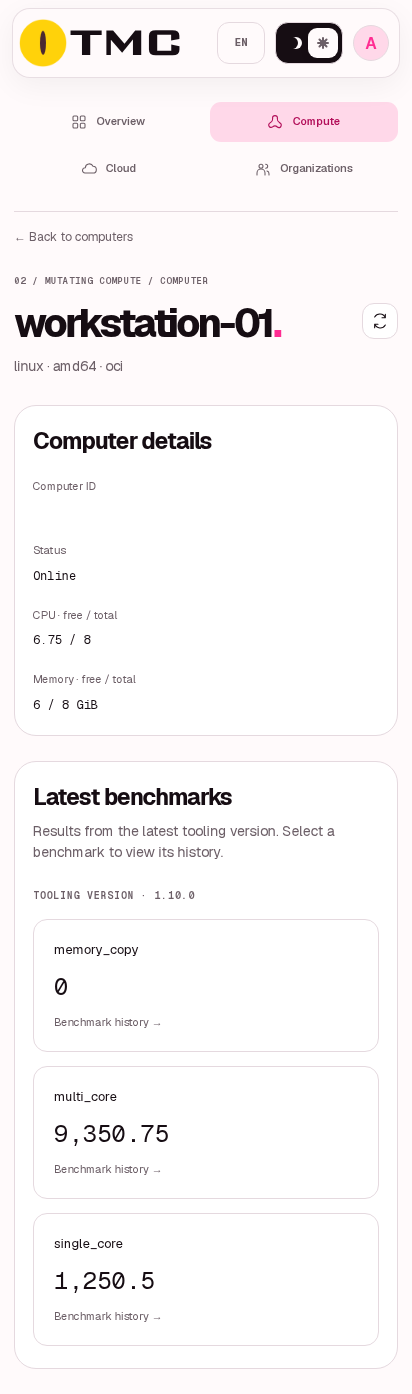 TMC
EN
A
Overview
Compute
Cloud
Organizations
← Back to computers
02 / MUTATING COMPUTE / COMPUTER
workstation-01.
linux · amd64 · oci
Computer details
Computer ID
Status
Online
CPU · free / total
6.75 / 8
Memory · free / total
6 / 8 GiB
Latest benchmarks
Results from the latest tooling version. Select a
benchmark to view its history.
TOOLING VERSION · 1.10.0
memory_copy
0
Benchmark history →
multi_core
9,350.75
Benchmark history →
single_core
1,250.5
Benchmark history →